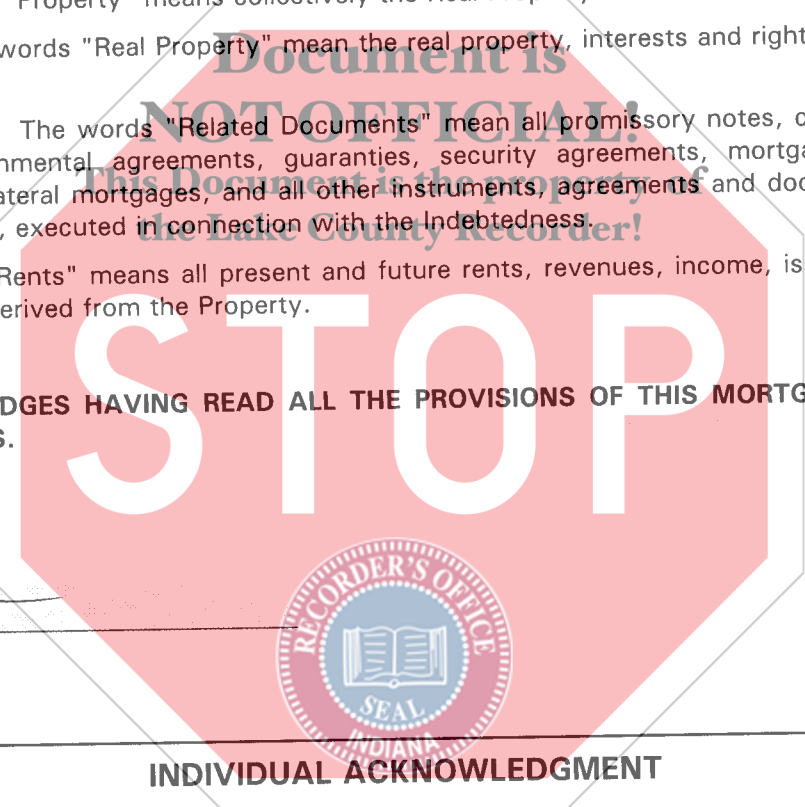 Property" means collectively the Real Property
words "Real Property" mean the real property, interests and right
Document is
NOT OFFICIAL!
The words "Related Documents" mean all promissory notes,
agreements, guaranties, security agreements,
This Document is the property of
mortgages, and all other instruments, agreements and
the Lake County Recorder!
, executed in connection with the Indebtedness.
Rents" means all present and future rents, revenues, income, is
erived from the Property.
STOP
DGES HAVING READ ALL THE PROVISIONS OF THIS MORTG
S.
RECORDER'S OFFICE
SEAL
INDIANA
INDIVIDUAL ACKNOWLEDGMENT